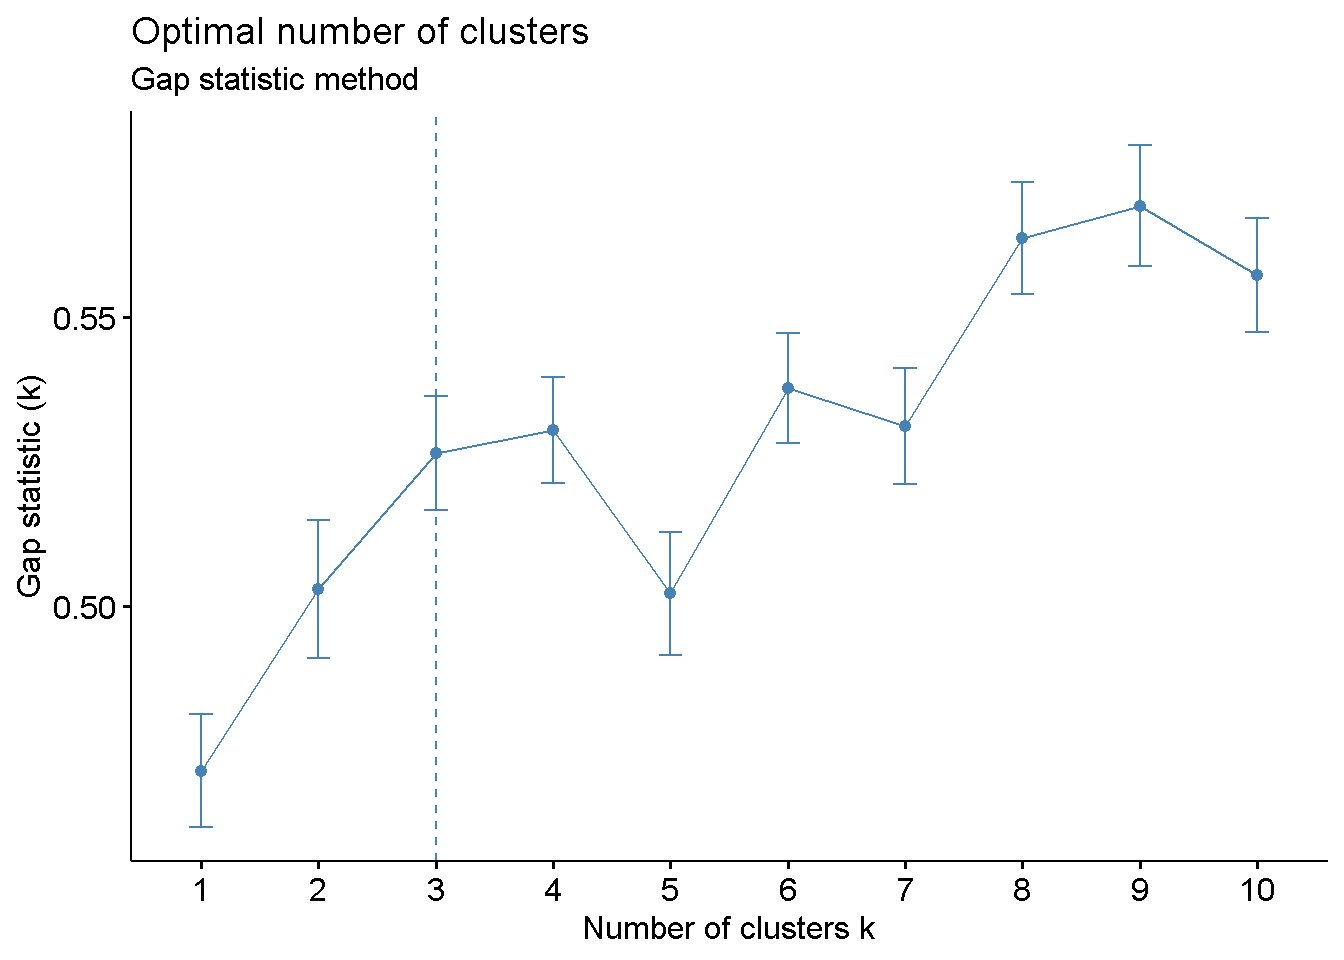 Optimal number of clusters
Gap statistic method
Gap statistic (k)
0.55
0.50
1 2 3 4 5 6 7 8 9 10
Number of clusters k